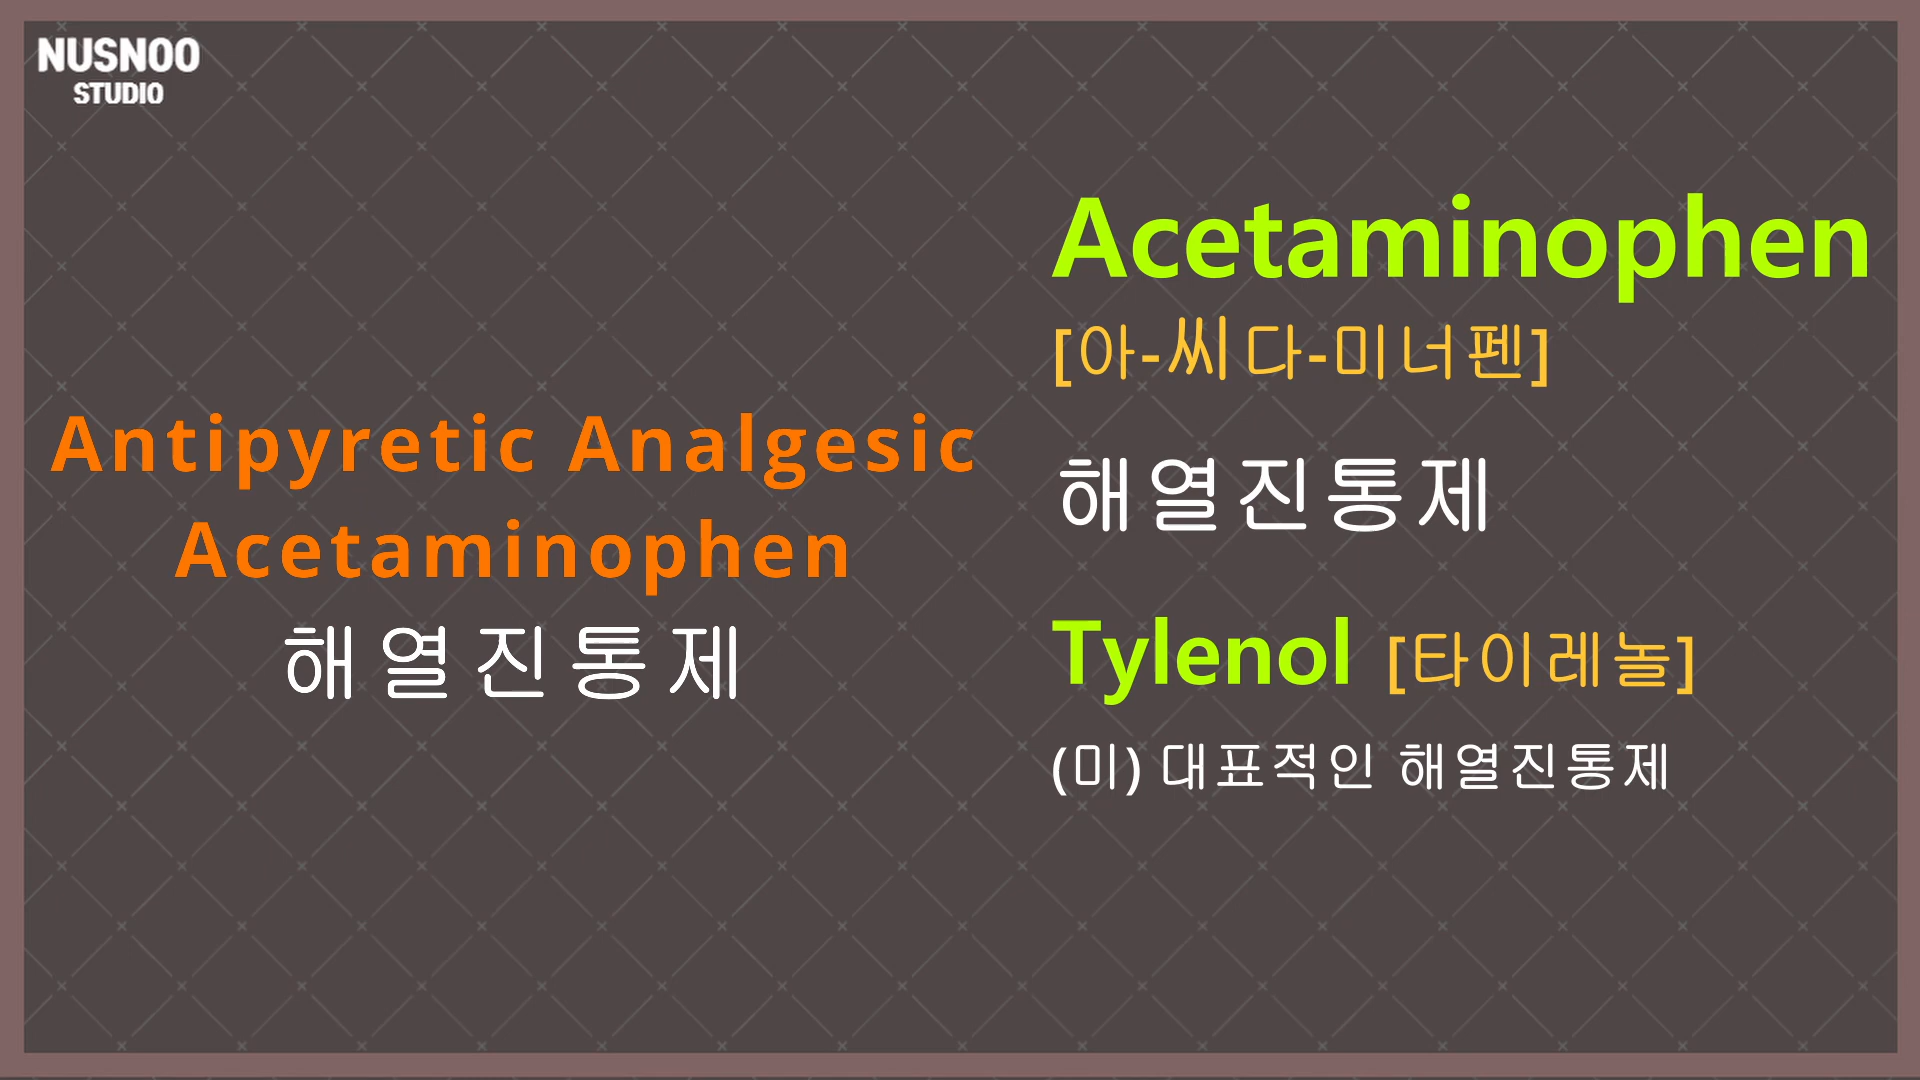 NUSNOO
STUDIO
Antipyretic Analgesic
Acetaminophen
해열진통제
Acetaminophen
[아-씨다-미너펜]
해열진통제
Tylenol [타이레놀]
(미) 대표적인 해열진통제